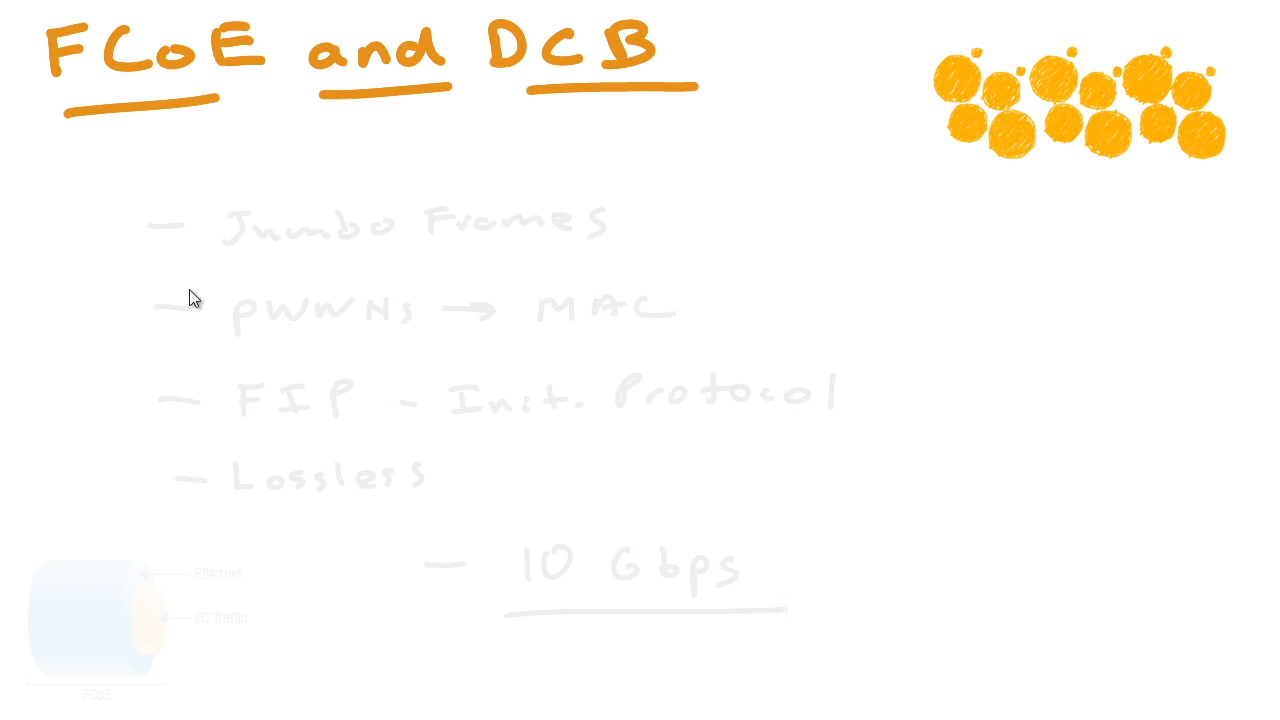 FCoE and DCB
- Jumbo Frames
- pWWNs → MAC
- FIP - Init. Protocol
- Lossless
- 10 Gbps
Ethernet
FC Traffic
FCoE